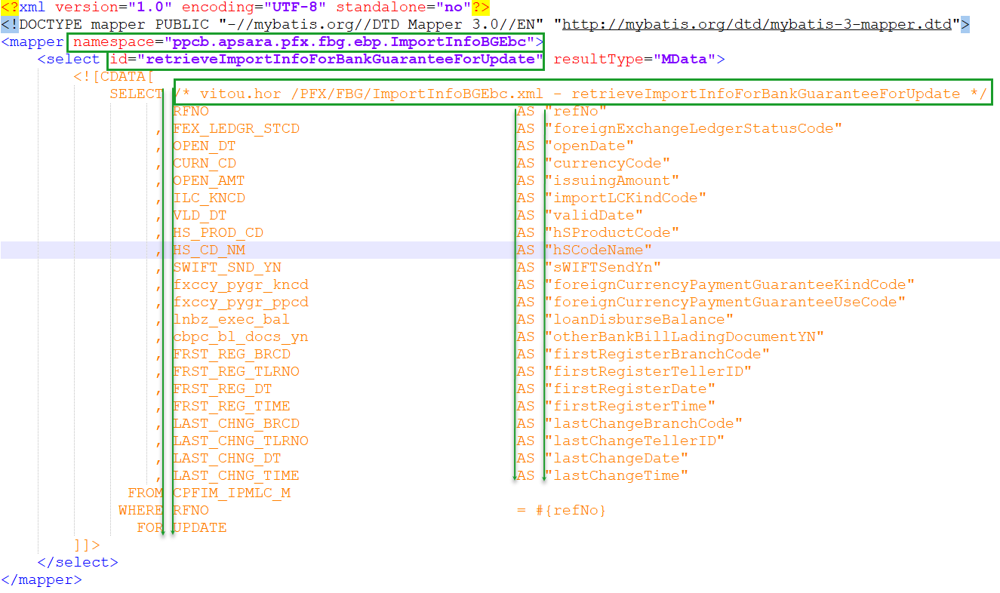 <?xml version="1.0" encoding="UTF-8" standalone="no"?>
<!DOCTYPE mapper PUBLIC "-//mybatis.org//DTD Mapper 3.0//EN" "http://mybatis.org/dtd/mybatis-3-mapper.dtd">
<mapper namespace="ppcb.apsara.pfx.fbg.ebp.ImportInfoBGEbc">
<select id="retrieveImportInfoForBankGuaranteeForUpdate" resultType="MData">
<![CDATA[
SELECT /* vitou.hor /PFX/FBG/ImportInfoBGEbc.xml - retrieveImportInfoForBankGuaranteeForUpdate */
RFNO AS "refNo"
, FEX_LEDGR_STCD AS "foreignExchangeLedgerStatusCode"
, OPEN_DT AS "openDate"
, CURN_CD AS "currencyCode"
, OPEN_AMT AS "issuingAmount"
, ILC_KNCD AS "importLCKindCode"
, VLD_DT AS "validDate"
, HS_PROD_CD AS "hSProductCode"
, HS_CD_NM AS "hSCodeName"
, SWIFT_SND_YN AS "sWIFTSendYn"
, fxccy_pygr_kncd AS "foreignCurrencyPaymentGuaranteeKindCode"
, fxccy_pygr_ppcd AS "foreignCurrencyPaymentGuaranteeUseCode"
, lnbz_exec_bal AS "loanDisburseBalance"
, cbpc_bl_docs_yn AS "otherBankBillLadingDocumentYN"
, FRST_REG_BRCD AS "firstRegisterBranchCode"
, FRST_REG_TLRNO AS "firstRegisterTellerID"
, FRST_REG_DT AS "firstRegisterDate"
, FRST_REG_TIME AS "firstRegisterTime"
, LAST_CHNG_BRCD AS "lastChangeBranchCode"
, LAST_CHNG_TLRNO AS "lastChangeTellerID"
, LAST_CHNG_DT AS "lastChangeDate"
, LAST_CHNG_TIME AS "lastChangeTime"
FROM CPFIM_IPMLC_M
WHERE RFNO = #{refNo}
FOR UPDATE
]]>
</select>
</mapper>